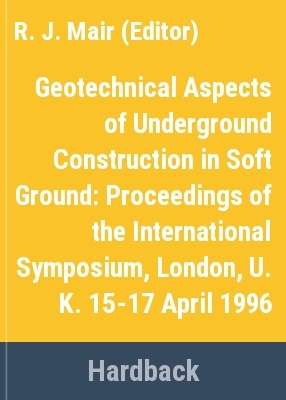 R. J. Mair (Editor)
Geotechnical Aspects
of Underground
Construction in Soft
Ground: Proceedings of
the International
Symposium, London, U.
K. 15-17 April 1996
Hardback